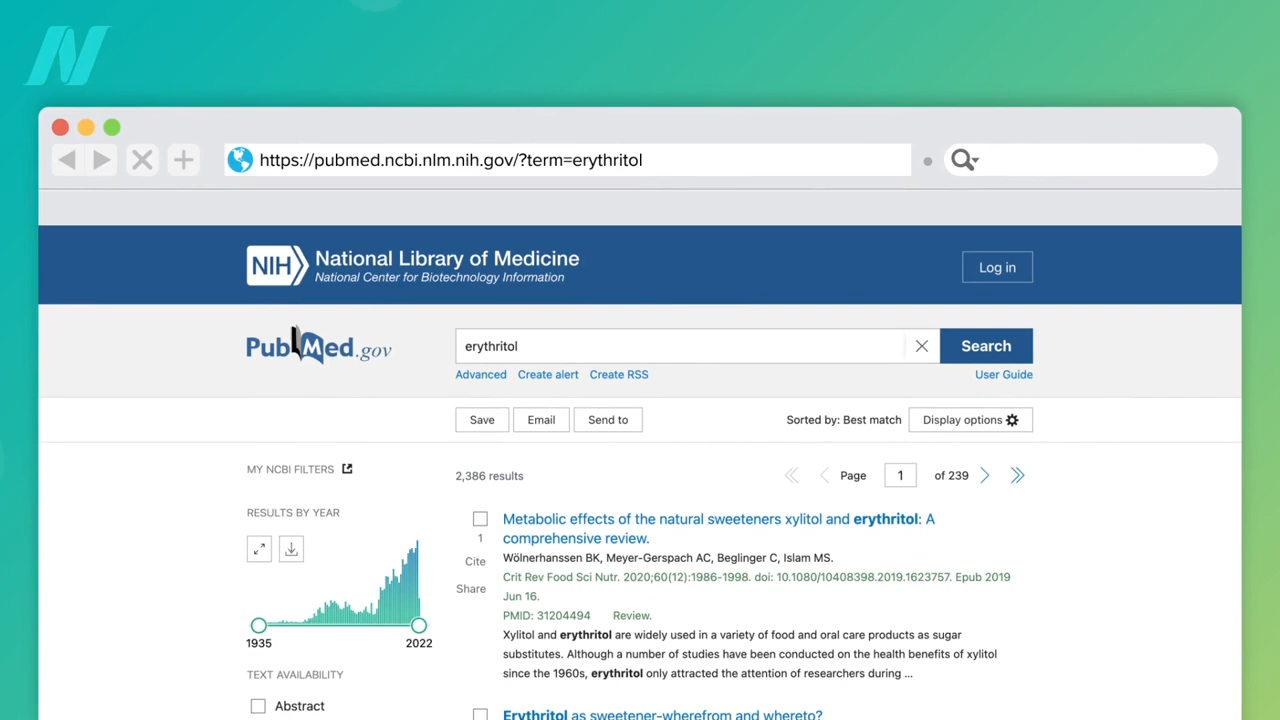 N
https://pubmed.ncbi.nlm.nih.gov/?term=erythritol
NIH
National Library of Medicine
National Center for Biotechnology Information
Log in
PubMed.gov
erythritol
Search
Advanced
Create alert
Create RSS
User Guide
Save
Email
Send to
Sorted by: Best match
Display options
MY NCBI FILTERS
2,386 results
Page
1
of 239
RESULTS BY YEAR
1935
2022
TEXT AVAILABILITY
Abstract
1
Cite
Share
Metabolic effects of the natural sweeteners xylitol and erythritol: A
comprehensive review.
Wölnerhanssen BK, Meyer-Gerspach AC, Beglinger C, Islam MS.
Crit Rev Food Sci Nutr. 2020;60(12):1986-1998. doi: 10.1080/10408398.2019.1623757. Epub 2019
Jun 16.
PMID: 31204494 Review.
Xylitol and erythritol are widely used in a variety of food and oral care products as sugar
substitutes. Although a number of studies have been conducted on the health benefits of xylitol
since the 1960s, erythritol only attracted the attention of researchers during ...
Erythritol as sweetener-wherefrom and whereto?